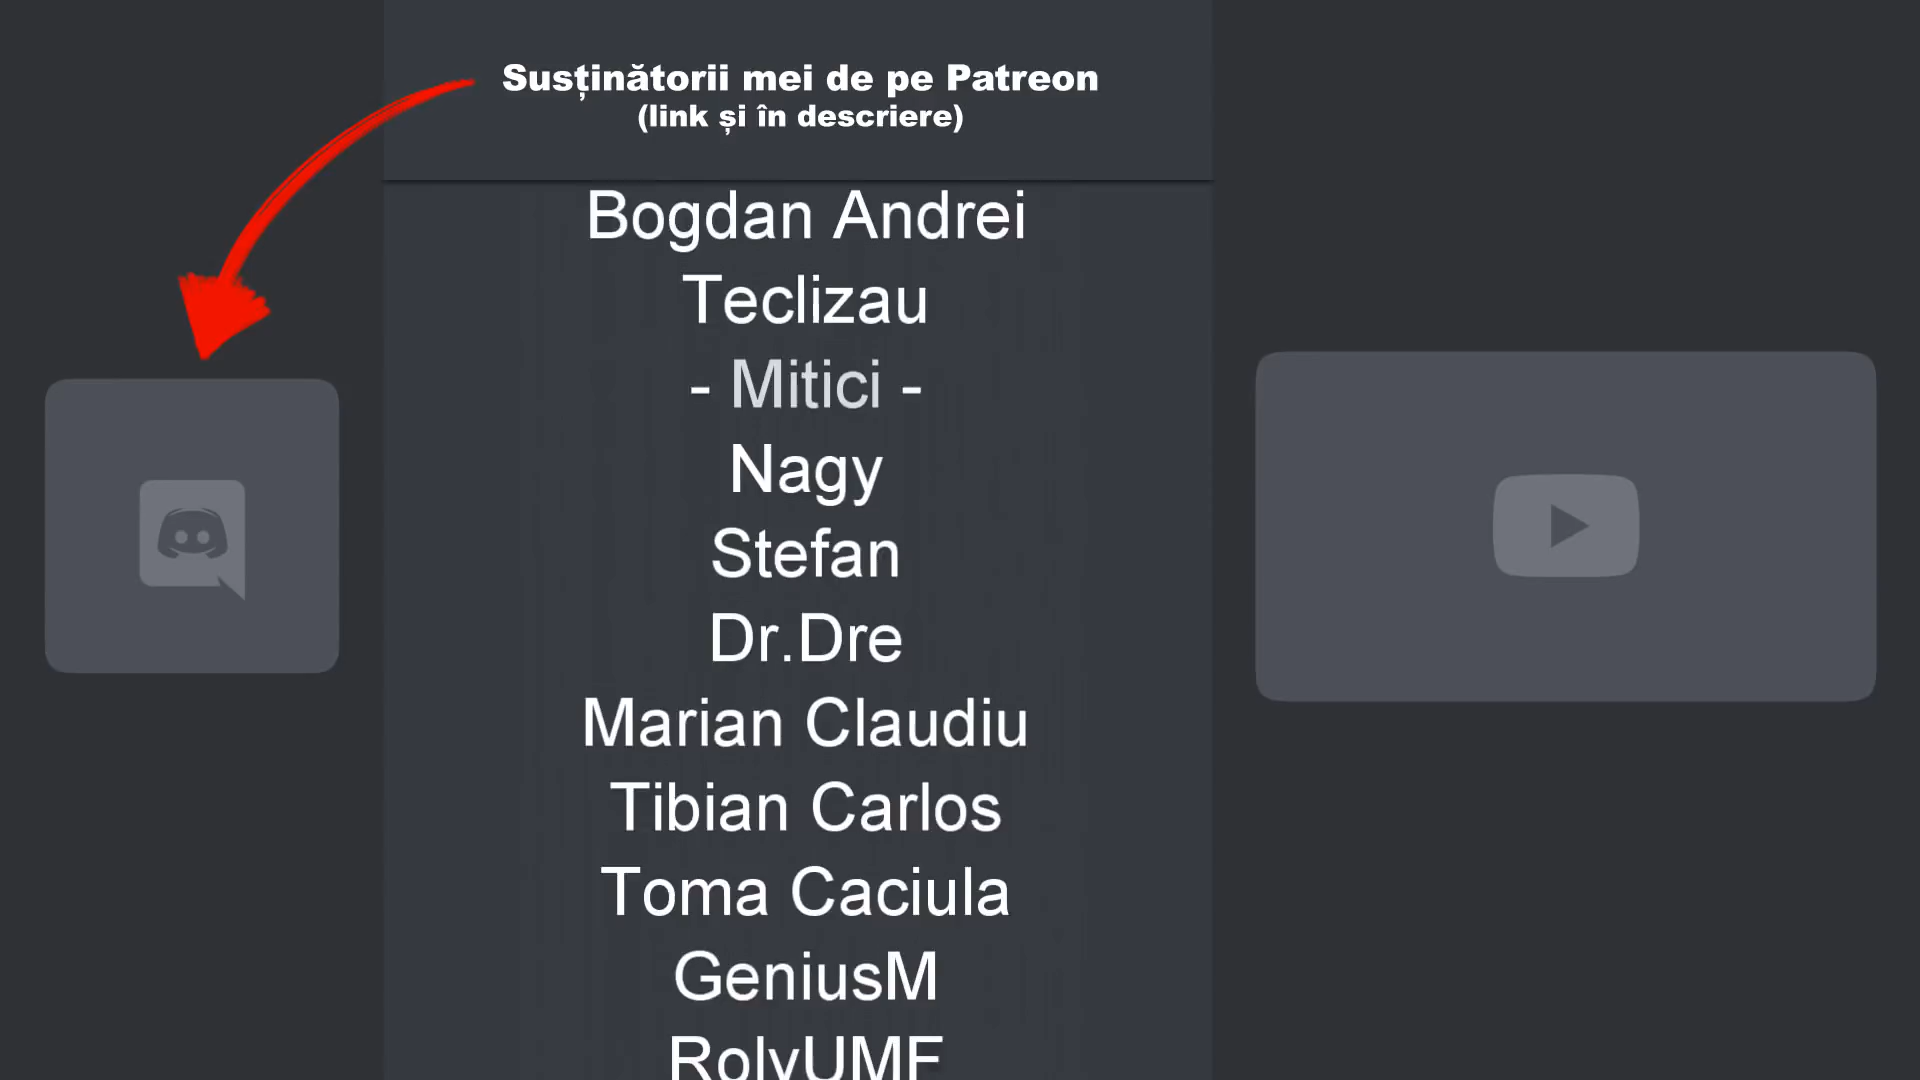 Susținătorii mei de pe Patreon
(link și în descriere)
Bogdan Andrei
Teclizau
- Mitici -
Nagy
Stefan
Dr.Dre
Marian Claudiu
Tibian Carlos
Toma Caciula
GeniusM
RolyUMF